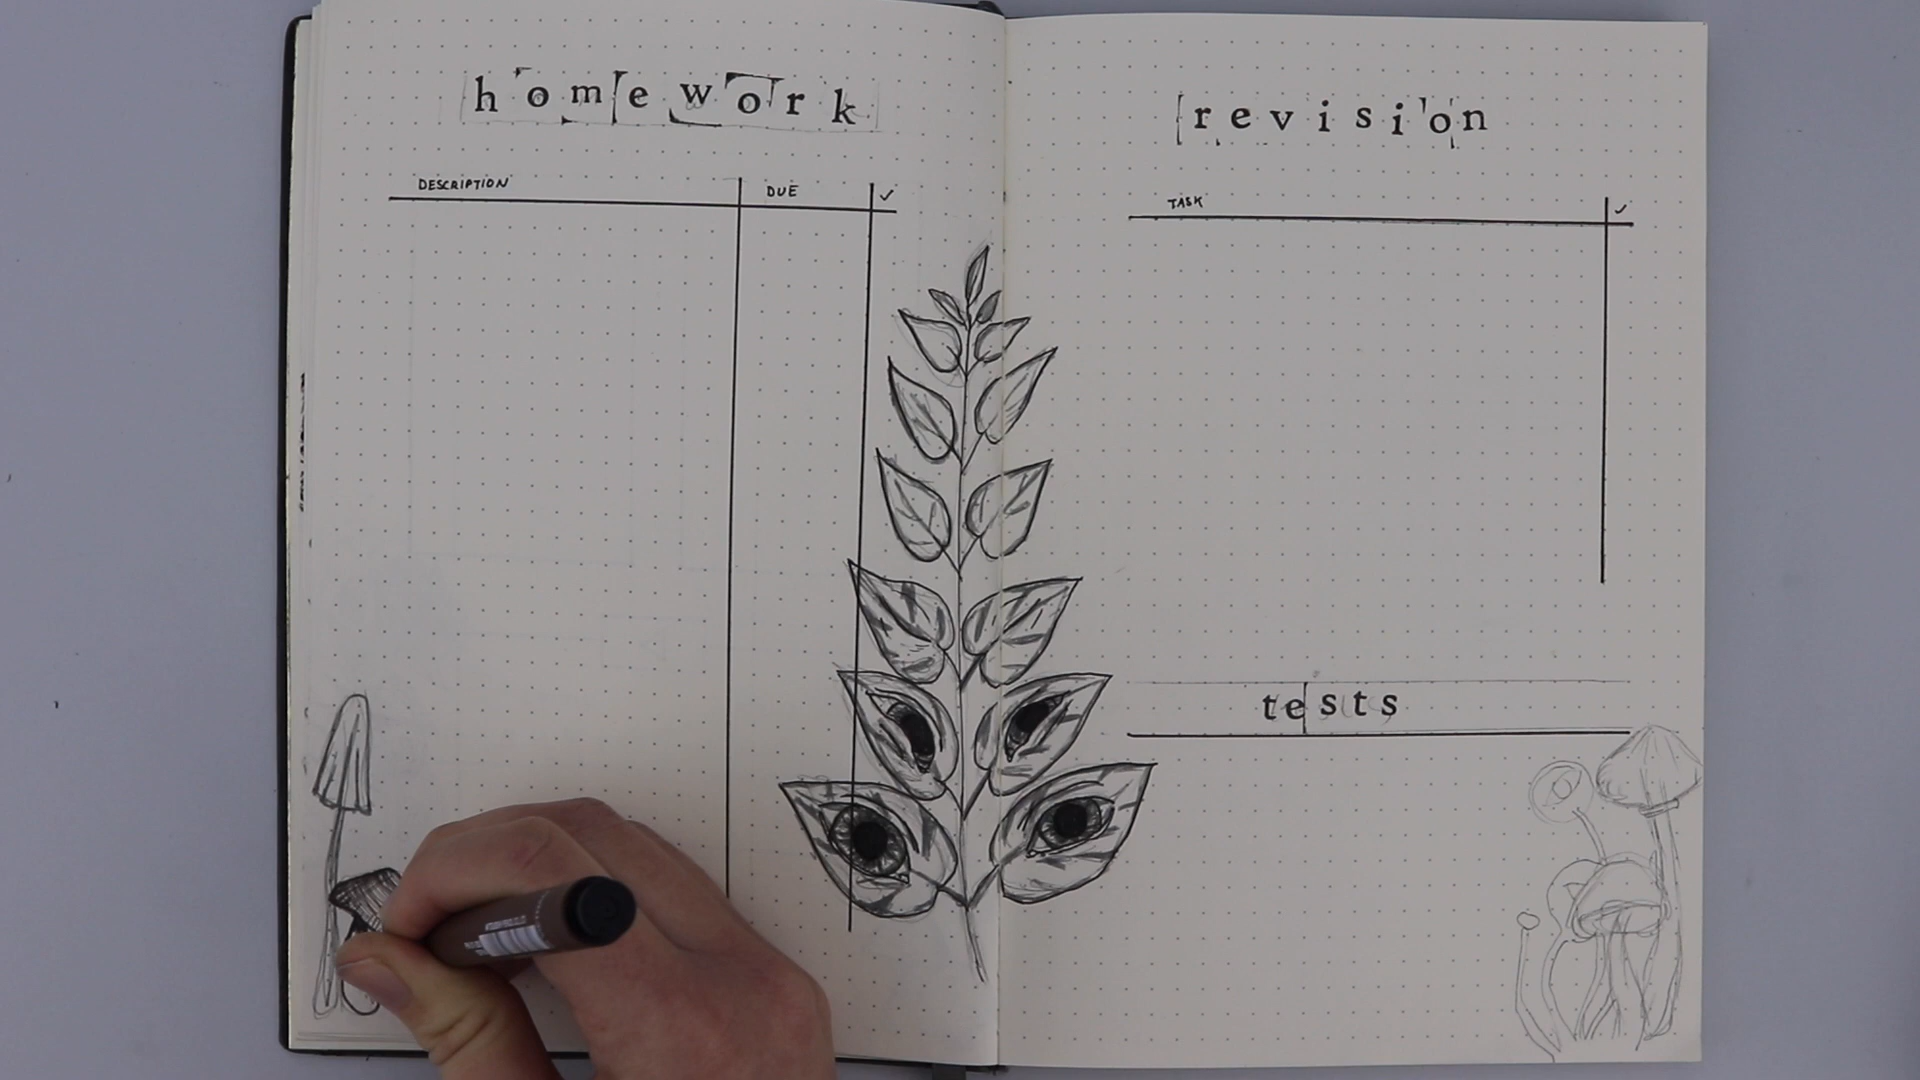 homework
DESCRIPTION DUE ✓
revision
TASK ✓
tests